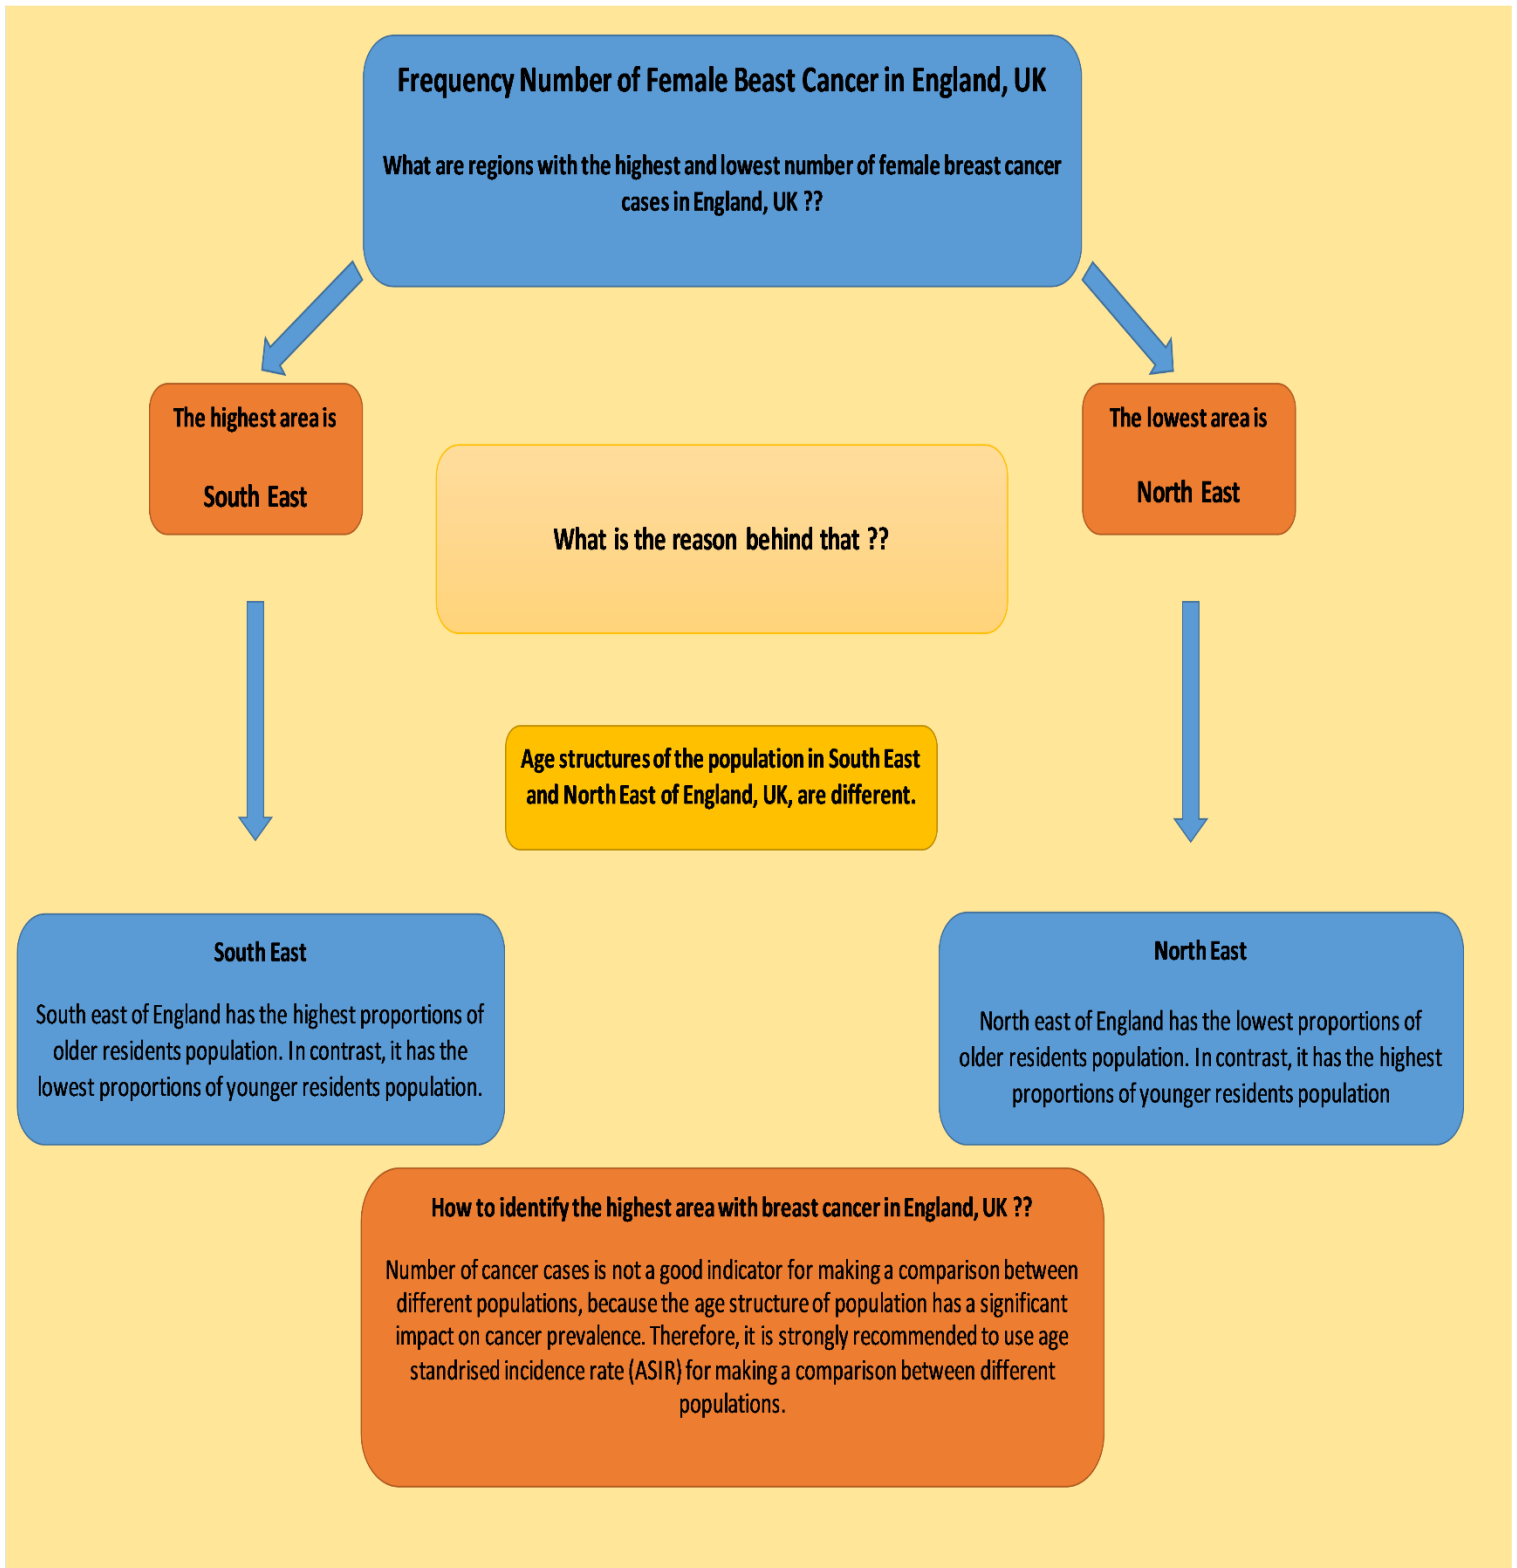 Frequency Number of Female Beast Cancer in England, UK
What are regions with the highest and lowest number of female breast cancer
cases in England, UK ??
The highest area is
South East
The lowest area is
North East
What is the reason behind that ??
Age structures of the population in South East
and North East of England, UK, are different.
South East
South east of England has the highest proportions of
older residents population. In contrast, it has the
lowest proportions of younger residents population.
North East
North east of England has the lowest proportions of
older residents population. In contrast, it has the highest
proportions of younger residents population
How to identify the highest area with breast cancer in England, UK ??
Number of cancer cases is not a good indicator for making a comparison between
different populations, because the age structure of population has a significant
impact on cancer prevalence. Therefore, it is strongly recommended to use age
standrised incidence rate (ASIR) for making a comparison between different
populations.